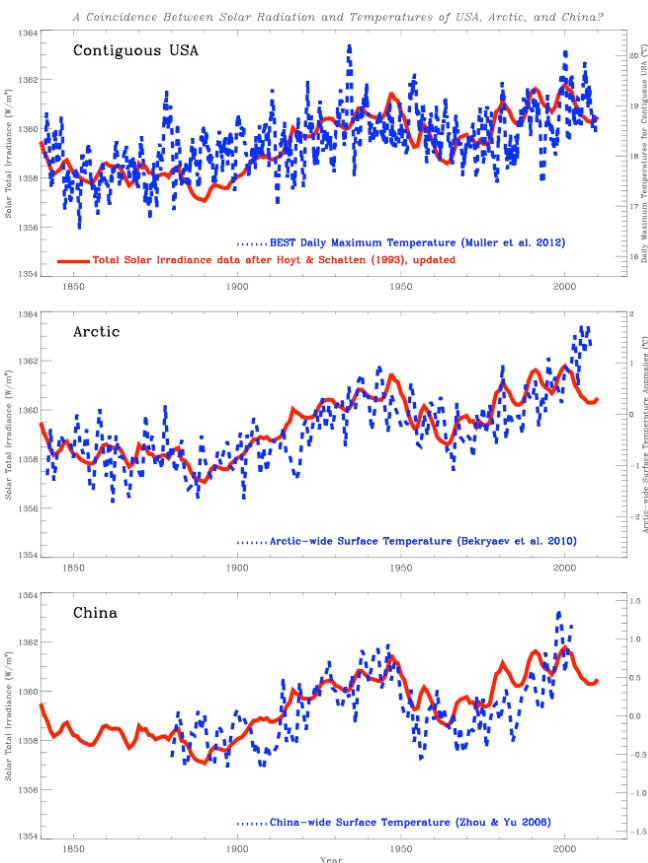 A Coincidence Between Solar Radiation and Temperatures of USA, Arctic, and China?
Contiguous USA
1364
1362
1360
1358
1356
1354
Solar Total Irradiance (W/m²)
20
19
18
17
16
Daily Maximum Temperatures for Contiguous USA (°C)
BEST Daily Maximum Temperature (Muller et al. 2012)
Total Solar Irradiance data after Hoyt & Schatten (1993), updated
1850 1900 1950 2000
Arctic
1364
1362
1360
1358
1356
1354
Solar Total Irradiance (W/m²)
2
1
0
-1
-2
Arctic-wide Surface Temperature Anomalies (°C)
Arctic-wide Surface Temperature (Bekryaev et al. 2010)
1850 1900 1950 2000
China
1364
1362
1360
1358
1356
1354
Solar Total Irradiance (W/m²)
1.5
1.0
0.5
0.0
-0.5
-1.0
-1.5
China-wide Surface Temperature (Zhou & Yu 2006)
1850 1900 1950 2000
Year